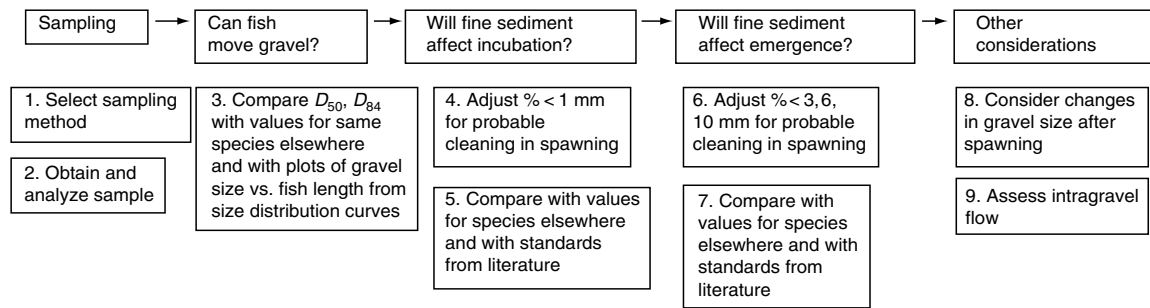 Sampling
Can fish
move gravel?
Will fine sediment
affect incubation?
Will fine sediment
affect emergence?
Other
considerations
1. Select sampling
method
2. Obtain and
analyze sample
3. Compare D50, D84
with values for same
species elsewhere
and with plots of gravel
size vs. fish length from
size distribution curves
4. Adjust % < 1 mm
for probable
cleaning in spawning
5. Compare with values
for species elsewhere
and with standards
from literature
6. Adjust % < 3, 6,
10 mm for probable
cleaning in spawning
7. Compare with
values for species
elsewhere and with
standards from
literature
8. Consider changes
in gravel size after
spawning
9. Assess intragravel
flow